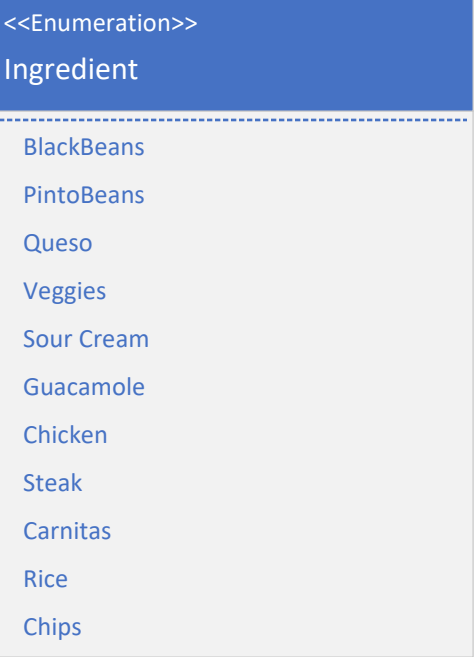 <<Enumeration>>
Ingredient
BlackBeans
PintoBeans
Queso
Veggies
Sour Cream
Guacamole
Chicken
Steak
Carnitas
Rice
Chips